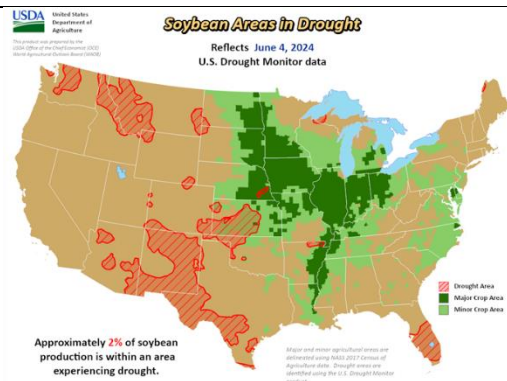 USDA
United States
Department of
Agriculture
This product was prepared by the
USDA Office of the Chief Economist (OCE)
World Agricultural Outlook Board (WAOB)
Soybean Areas in Drought
Reflects June 4, 2024
U.S. Drought Monitor data
Drought Area
Major Crop Area
Minor Crop Area
Approximately 2% of soybean
production is within an area
experiencing drought.
Major and minor agricultural areas are
delineated using NASS 2017 Census of
Agriculture data. Drought areas are
identified using the U.S. Drought Monitor